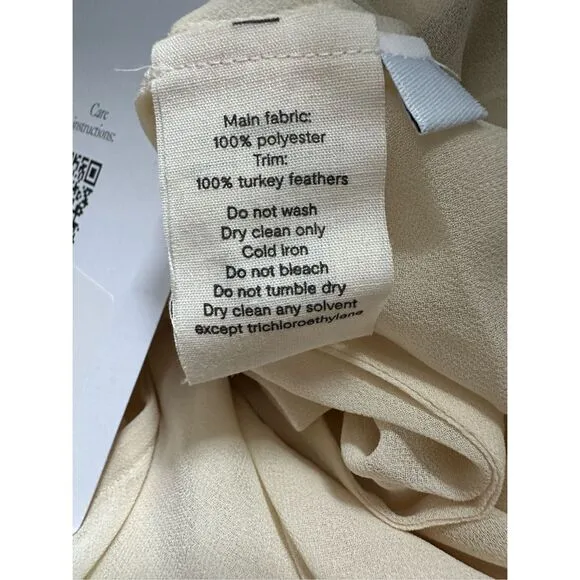 Care
instructions:
Main fabric:
100% polyester
Trim:
100% turkey feathers
Do not wash
Dry clean only
Cold iron
Do not bleach
Do not tumble dry
Dry clean any solvent
except trichloroethylene